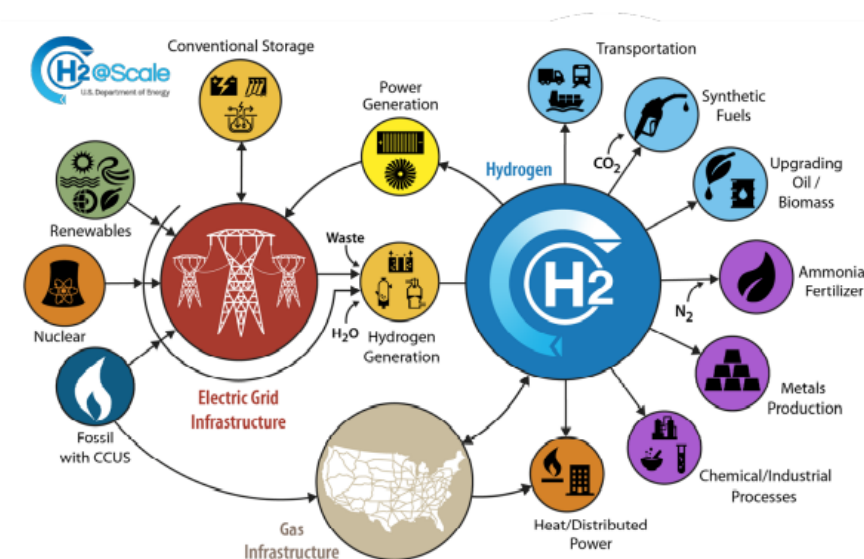 Conventional Storage
Transportation
H2@Scale
U.S. Department of Energy
Power
Generation
Synthetic
Fuels
CO2
Hydrogen
Upgrading
Oil /
Biomass
Renewables
Waste
H2
Ammonia
Fertilizer
N2
Nuclear
H2O
Hydrogen
Generation
Electric Grid
Infrastructure
Metals
Production
Fossil
with CCUS
Chemical/Industrial
Processes
Gas
Infrastructure
Heat/Distributed
Power